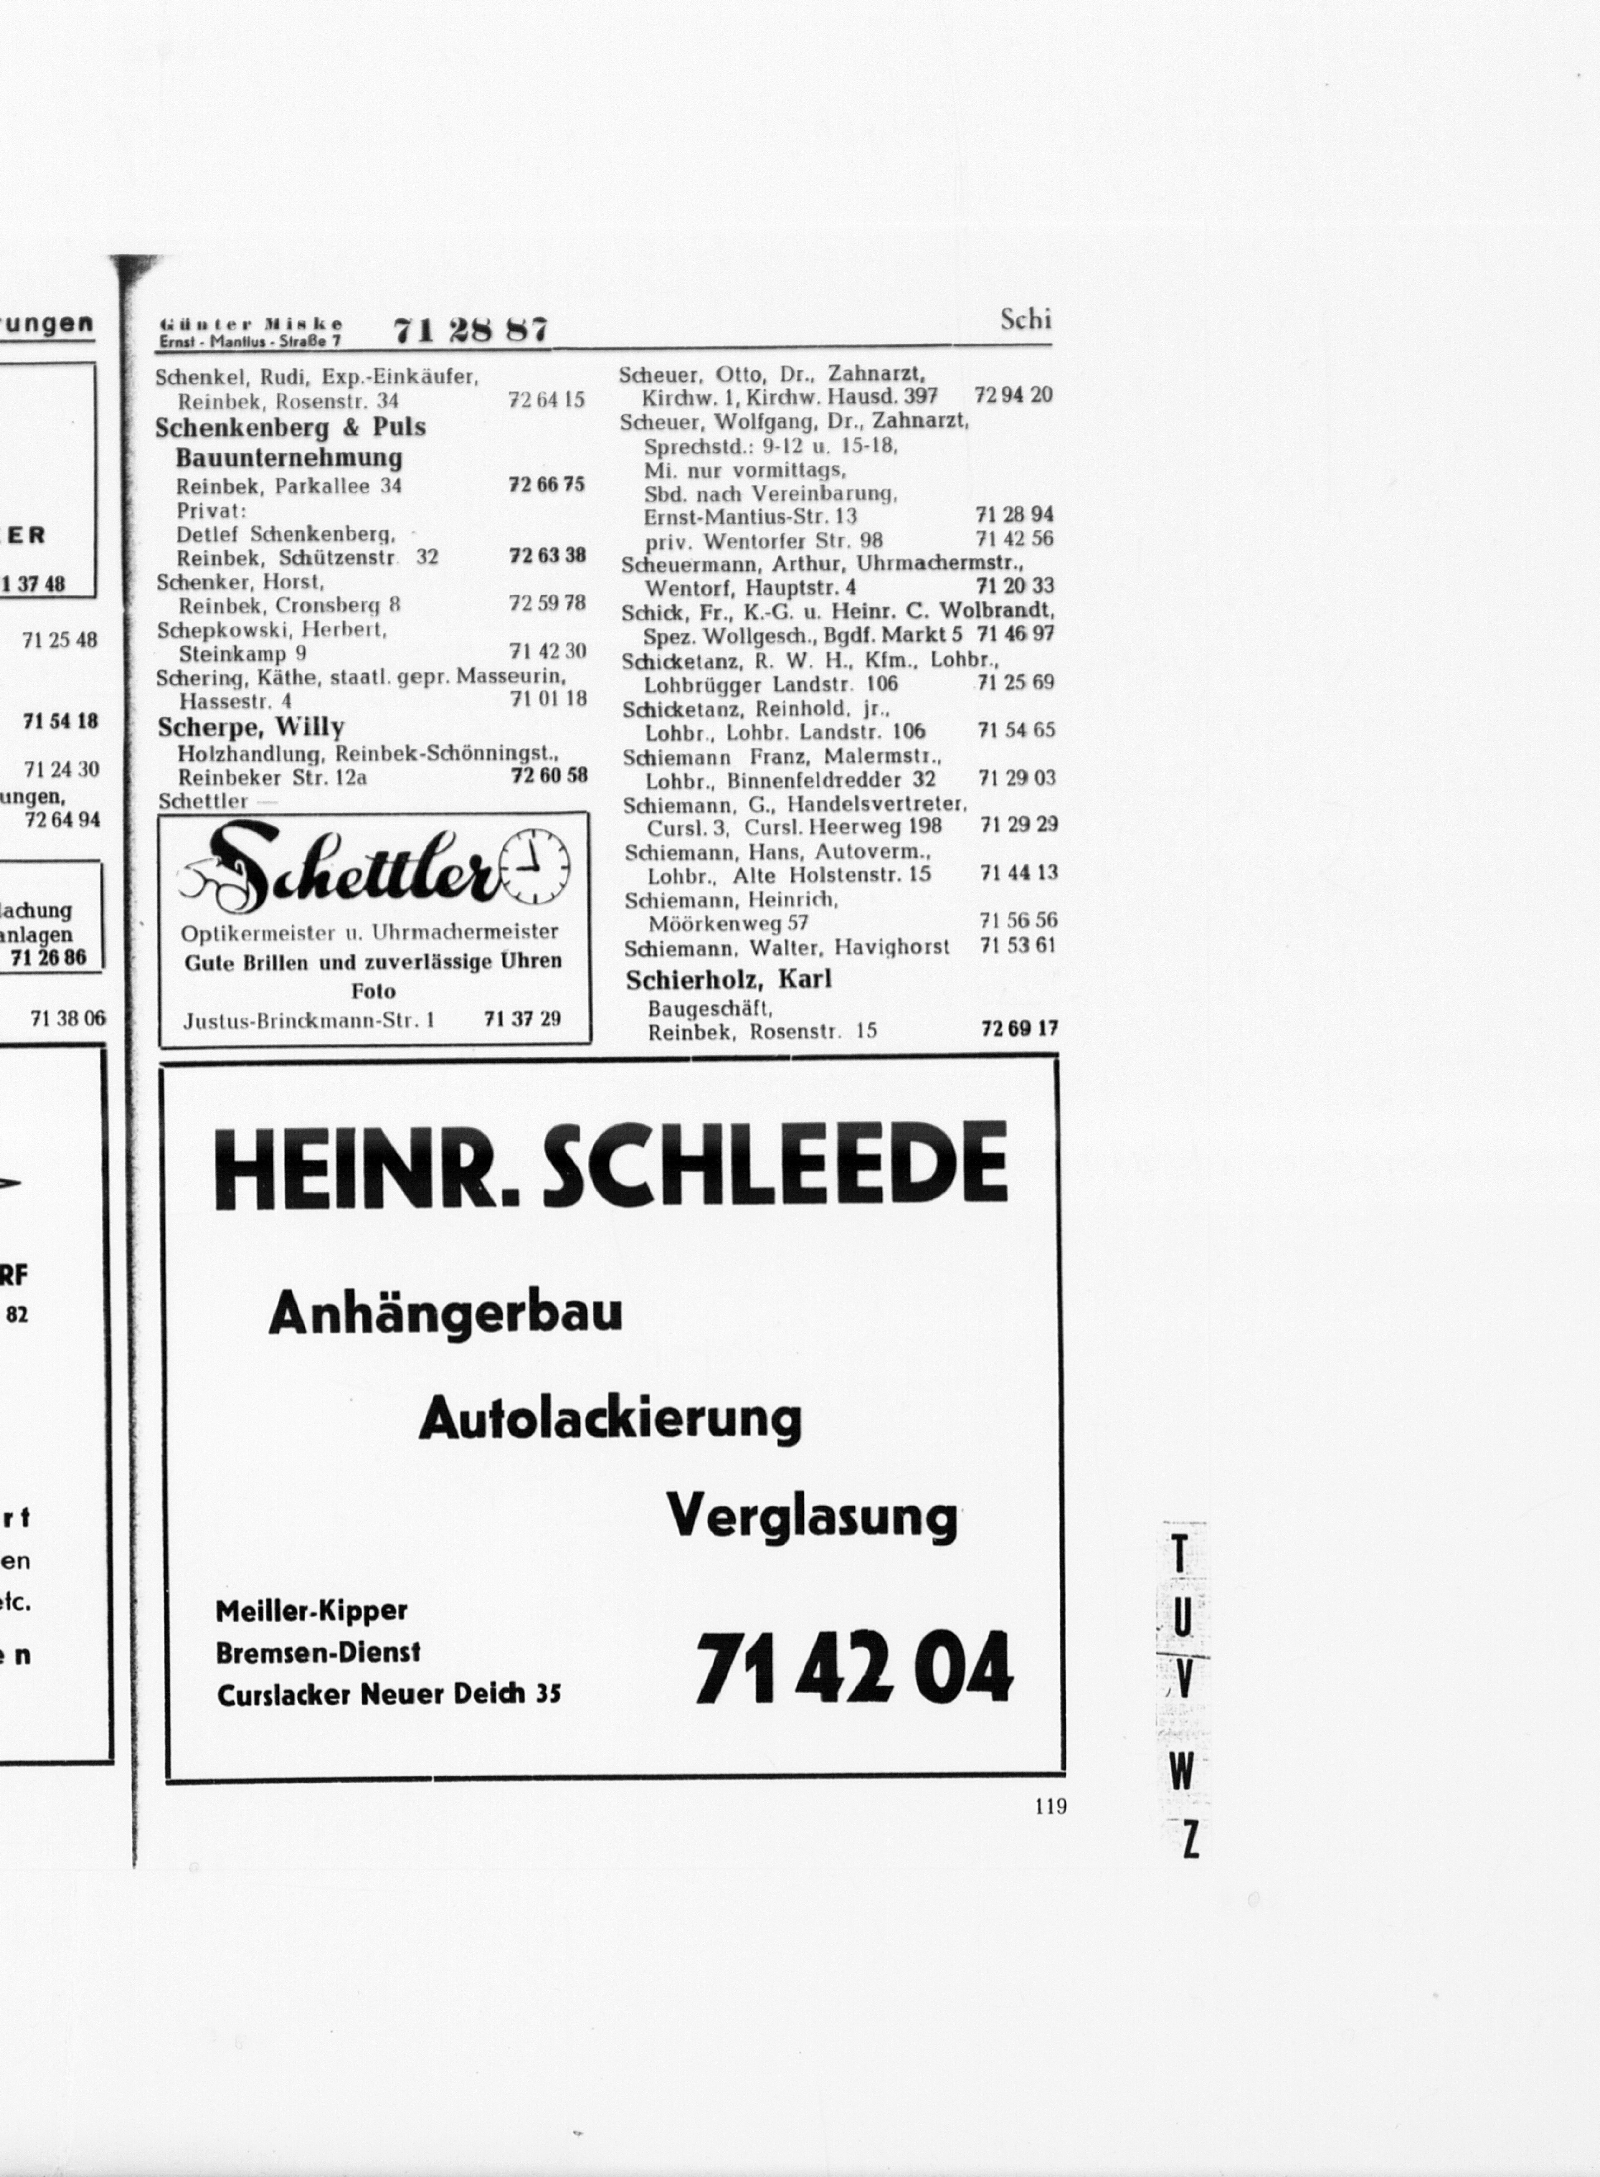 rungen
ER
1 37 48
71 25 48
71 54 18
71 24 30
ungen,
72 64 94
achung
anlagen
71 26 86
71 38 06
RF
82
rt
en
etc.
en
Günter Miske
Ernst - Mantius - Straße 7
71 28 87
Schi
Schenkel, Rudi, Exp.-Einkäufer,
Reinbek, Rosenstr. 34 72 64 15
Schenkenberg & Puls
Bauunternehmung
Reinbek, Parkallee 34 72 66 75
Privat:
Detlef Schenkenberg,
Reinbek, Schützenstr. 32 72 63 38
Schenker, Horst,
Reinbek, Cronsberg 8 72 59 78
Schepkowski, Herbert,
Steinkamp 9 71 42 30
Schering, Käthe, staatl. gepr. Masseurin,
Hassestr. 4 71 01 18
Scherpe, Willy
Holzhandlung, Reinbek-Schönningst.,
Reinbeker Str. 12a 72 60 58
Schettler —
Schettler
Optikermeister u. Uhrmachermeister
Gute Brillen und zuverlässige Uhren
Foto
Justus-Brinckmann-Str. 1 71 37 29
Scheuer, Otto, Dr., Zahnarzt,
Kirchw. 1, Kirchw. Hausd. 397 72 94 20
Scheuer, Wolfgang, Dr., Zahnarzt,
Sprechstd.: 9-12 u. 15-18,
Mi. nur vormittags,
Sbd. nach Vereinbarung,
Ernst-Mantius-Str. 13 71 28 94
priv. Wentorfer Str. 98 71 42 56
Scheuermann, Arthur, Uhrmachermstr.,
Wentorf, Hauptstr. 4 71 20 33
Schick, Fr., K.-G. u. Heinr. C. Wolbrandt,
Spez. Wollgesch., Bgdf. Markt 5 71 46 97
Schicketanz, R. W. H., Kfm., Lohbr.,
Lohbrügger Landstr. 106 71 25 69
Schicketanz, Reinhold, jr.,
Lohbr., Lohbr. Landstr. 106 71 54 65
Schiemann Franz, Malermstr.,
Lohbr., Binnenfeldredder 32 71 29 03
Schiemann, G., Handelsvertreter,
Cursl. 3, Cursl. Heerweg 198 71 29 29
Schiemann, Hans, Autoverm.,
Lohbr., Alte Holstenstr. 15 71 44 13
Schiemann, Heinrich,
Möörkenweg 57 71 56 56
Schiemann, Walter, Havighorst 71 53 61
Schierholz, Karl
Baugeschäft,
Reinbek, Rosenstr. 15 72 69 17
HEINR. SCHLEEDE
Anhängerbau
Autolackierung
Verglasung
Meiller-Kipper
Bremsen-Dienst
Curslacker Neuer Deich 35
71 42 04
119
T
U
V
W
Z